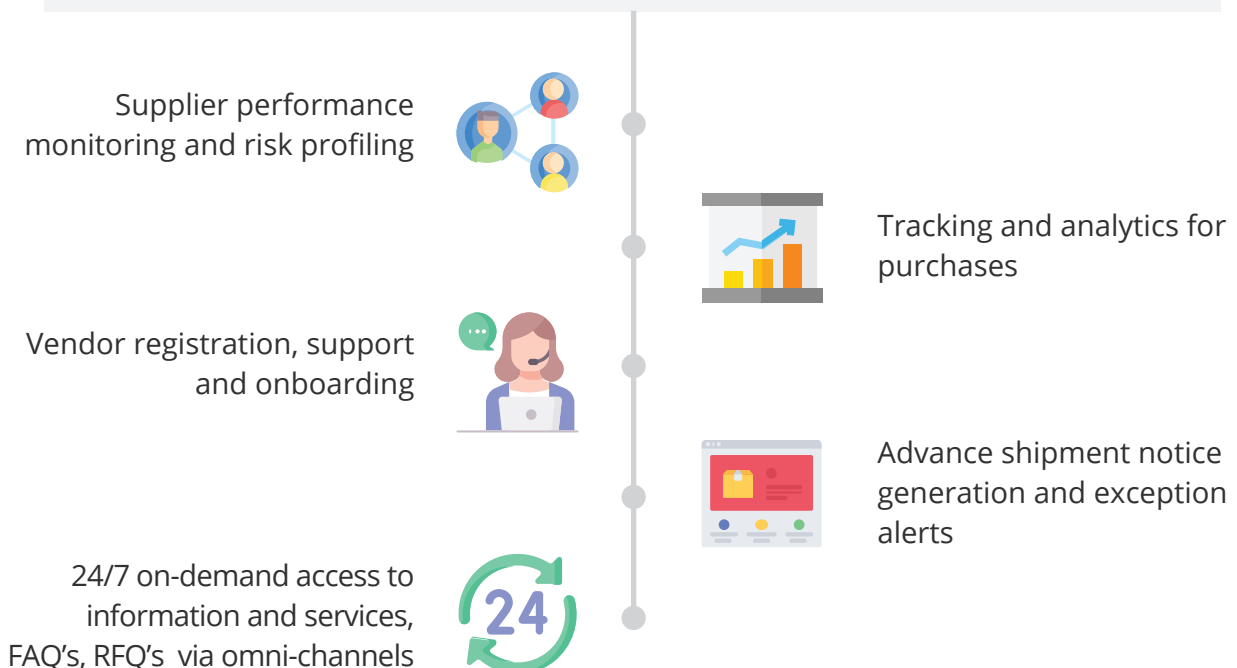 Supplier performance
monitoring and risk profiling
Tracking and analytics for
purchases
Vendor registration, support
and onboarding
Advance shipment notice
generation and exception
alerts
24/7 on-demand access to
information and services,
FAQ's, RFQ's via omni-channels
24